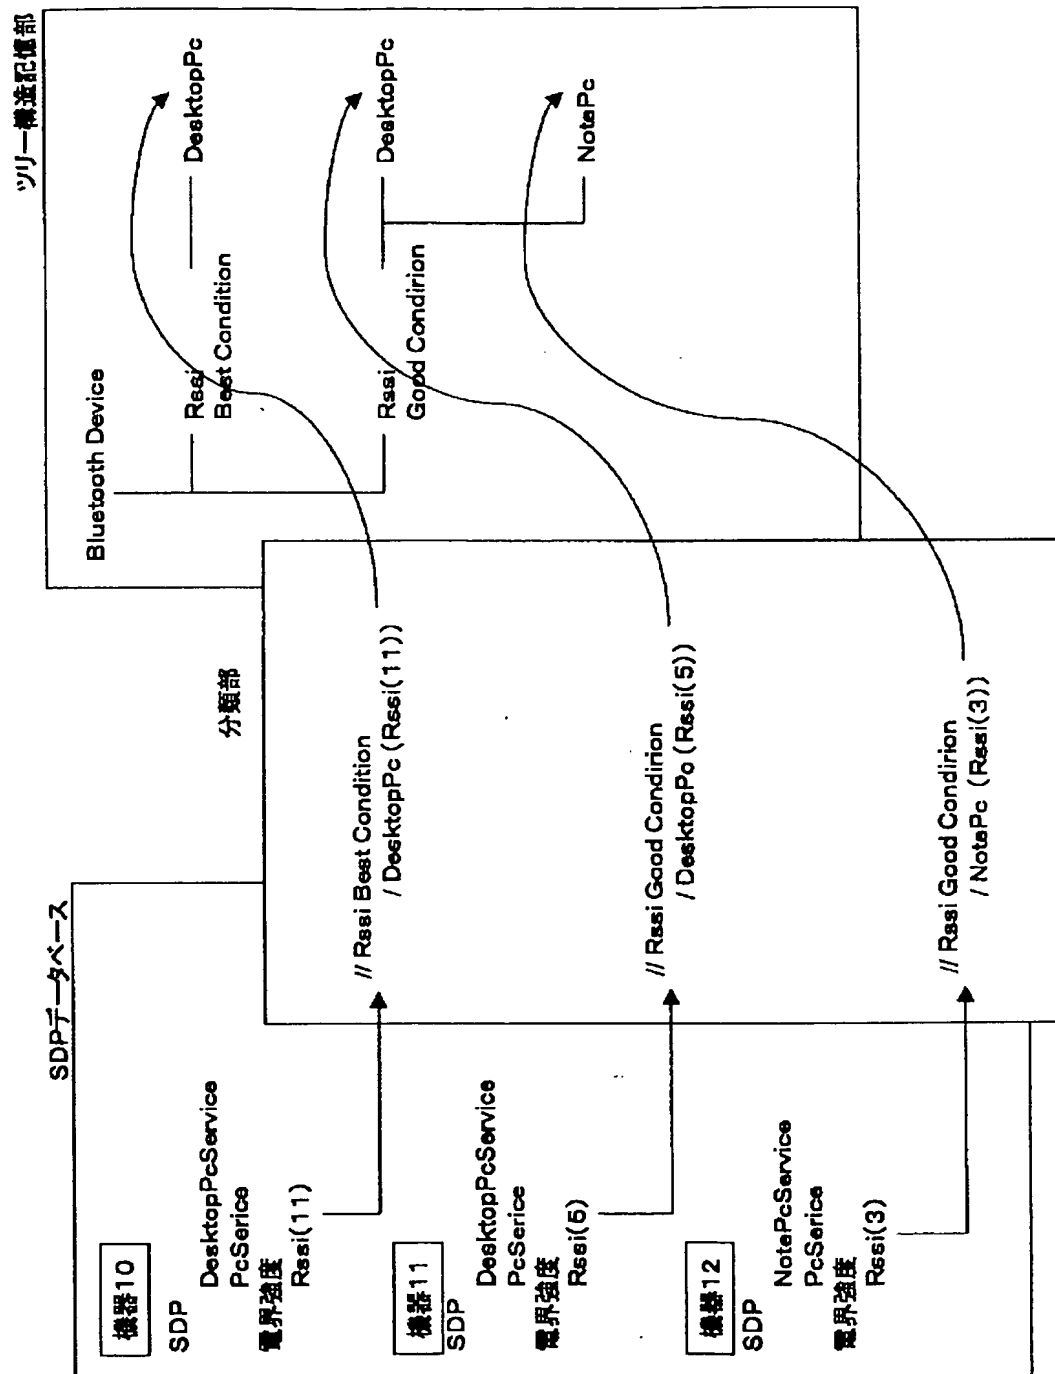 SDPデータベース
機器10
SDP
DesktopPcService
PcSerice
電界強度
Rssi(11)
機器11
SDP
DesktopPcService
PcSerice
電界強度
Rssi(5)
機器12
SDP
NotePcService
PcSerice
電界強度
Rssi(3)
分類部
// Rssi Best Condition
/ DesktopPc (Rssi(11))
// Rssi Good Condirion
/ DesktopPc (Rssi(5))
// Rssi Good Condirion
/ NotePc (Rssi(3))
ツリー構造記憶部
Bluetooth Device
Rssi
Best Condition
DesktopPc
Rssi
Good Condirion
DesktopPc
NotePc